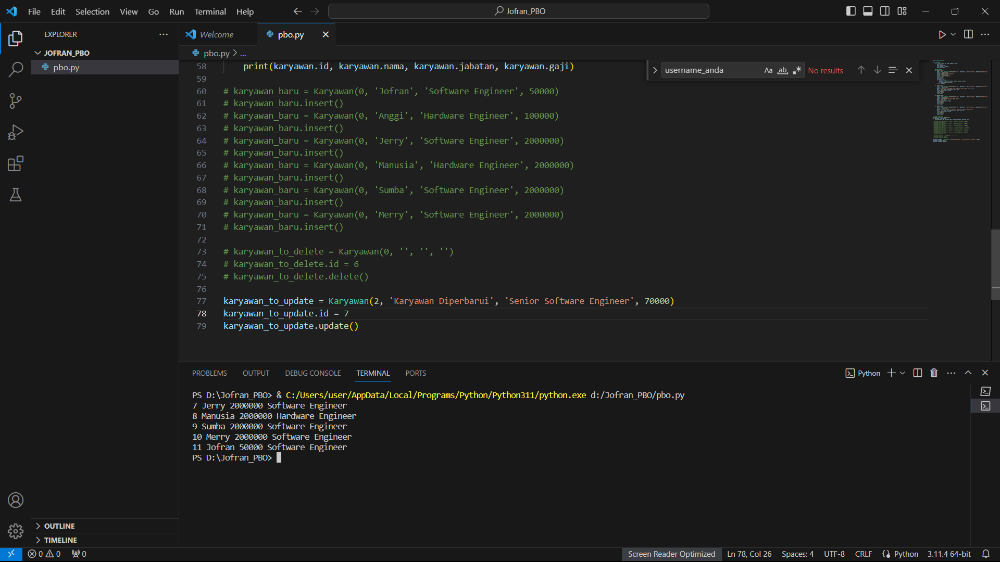 File Edit Selection View Go Run Terminal Help
Jofran_PBO
EXPLORER
JOFRAN_PBO
pbo.py
OUTLINE
TIMELINE
Welcome
pbo.py
pbo.py > ...
username_anda
Aa
ab
No results
58 print(karyawan.id, karyawan.nama, karyawan.jabatan, karyawan.gaji)
59
60 # karyawan_baru = Karyawan(0, 'Jofran', 'Software Engineer', 50000)
61 # karyawan_baru.insert()
62 # karyawan_baru = Karyawan(0, 'Anggi', 'Hardware Engineer', 100000)
63 # karyawan_baru.insert()
64 # karyawan_baru = Karyawan(0, 'Jerry', 'Software Engineer', 2000000)
65 # karyawan_baru.insert()
66 # karyawan_baru = Karyawan(0, 'Manusia', 'Hardware Engineer', 2000000)
67 # karyawan_baru.insert()
68 # karyawan_baru = Karyawan(0, 'Sumba', 'Software Engineer', 2000000)
69 # karyawan_baru.insert()
70 # karyawan_baru = Karyawan(0, 'Merry', 'Software Engineer', 2000000)
71 # karyawan_baru.insert()
72
73 # karyawan_to_delete = Karyawan(0, '', '', '')
74 # karyawan_to_delete.id = 6
75 # karyawan_to_delete.delete()
76
77 karyawan_to_update = Karyawan(2, 'Karyawan Diperbarui', 'Senior Software Engineer', 70000)
78 karyawan_to_update.id = 7
79 karyawan_to_update.update()
PROBLEMS OUTPUT DEBUG CONSOLE TERMINAL PORTS
Python
PS D:\Jofran_PBO> & C:/Users/user/AppData/Local/Programs/Python/Python311/python.exe d:/Jofran_PBO/pbo.py
7 Jerry 2000000 Software Engineer
8 Manusia 2000000 Hardware Engineer
9 Sumba 2000000 Software Engineer
10 Merry 2000000 Software Engineer
11 Jofran 50000 Software Engineer
PS D:\Jofran_PBO>
0 0 0 Screen Reader Optimized Ln 78, Col 26 Spaces: 4 UTF-8 CRLF Python 3.11.4 64-bit